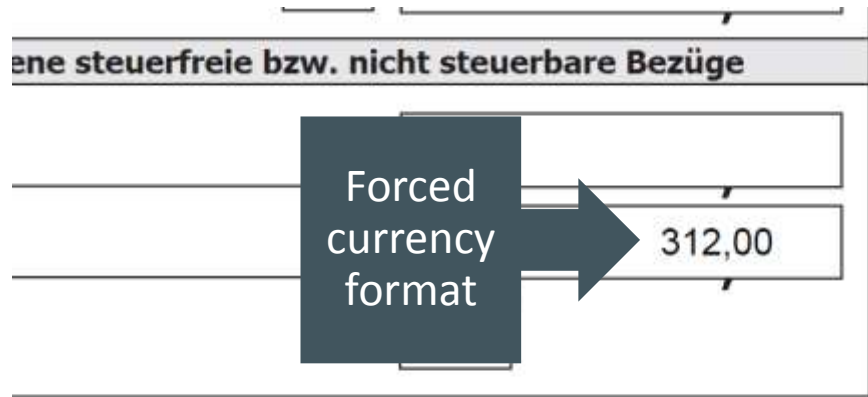 ene steuerfreie bzw. nicht steuerbare Bezüge
Forced
currency
format
312,00